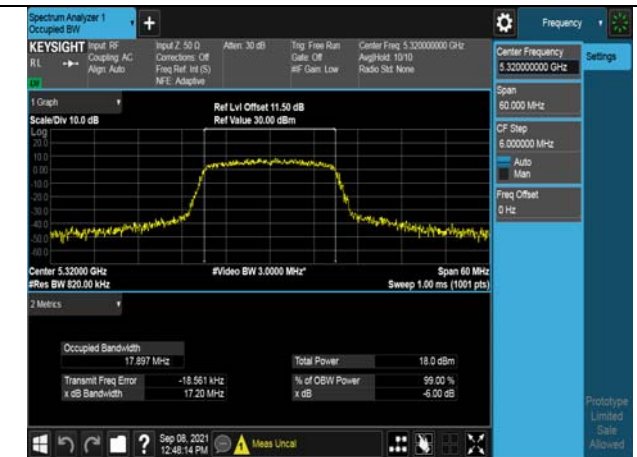 Spectrum Analyzer 1
Occupied BW
Frequency
KEYSIGHT
RL
Input: RF
Coupling: AC
Align: Auto
Input Z: 50 Ω
Corrections: Off
Freq Ref: Int (S)
NFE: Adaptive
Atten: 30 dB
Trig: Free Run
Gate: Off
#IF Gain: Low
Center Freq: 5.320000000 GHz
Avg|Hold: 10/10
Radio Std: None
1 Graph
Scale/Div 10.0 dB
Ref Lvl Offset 11.50 dB
Ref Value 30.00 dBm
Log
20.0
10.0
0.00
-10.0
-20.0
-30.0
-40.0
-50.0
-60.0
Center 5.32000 GHz
#Video BW 3.0000 MHz*
Span 60 MHz
#Res BW 820.00 kHz
Sweep 1.00 ms (1001 pts)
2 Metrics
Occupied Bandwidth
17.897 MHz
Total Power 18.0 dBm
Transmit Freq Error -18.561 kHz
% of OBW Power 99.00 %
x dB Bandwidth 17.20 MHz
x dB -6.00 dB
Sep 08, 2021
12:48:14 PM
Meas Uncal
Center Frequency
5.320000000 GHz
Settings
Span
60.000 MHz
CF Step
6.000000 MHz
Auto
Man
Freq Offset
0 Hz
Prototype
Limited
Sale
Allowed